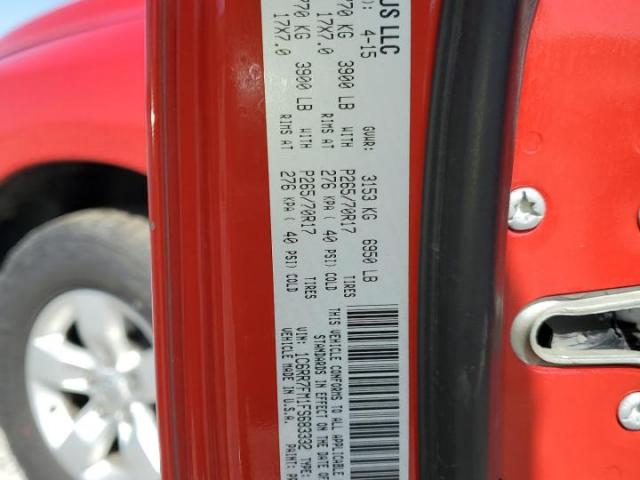 US LLC
): 4-15 GVWR: 3153 KG 6950 LB
770 KG 3900 LB WITH P265/70R17 TIRES
17X7.0 RIMS AT 276 KPA ( 40 PSI) COLD
770 KG 3900 LB WITH P265/70R17 TIRES
17X7.0 RIMS AT 276 KPA ( 40 PSI) COLD
THIS VEHICLE CONFORMS TO ALL APPLICABLE
STANDARDS IN EFFECT ON THE DATE OF
VIN: 1C6RR7FM1FS683332 TYPE:
VEHICLE MADE IN U.S.A. PAINT: